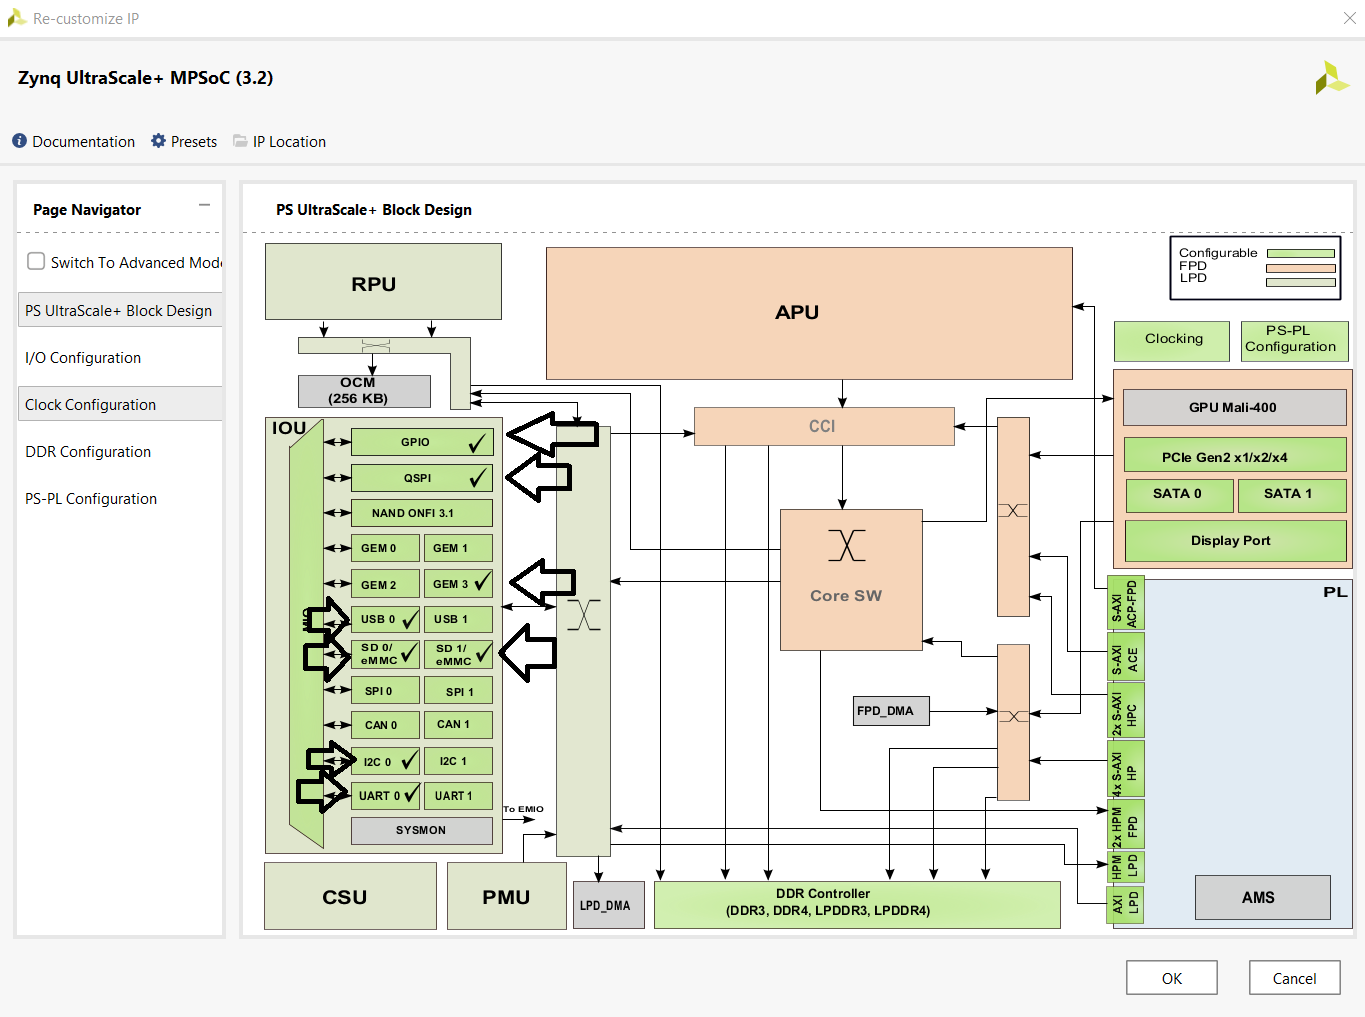 Re-customize IP
Zynq UltraScale+ MPSoC (3.2)
Documentation Presets IP Location
Page Navigator
Switch To Advanced Mode
PS UltraScale+ Block Design
I/O Configuration
Clock Configuration
DDR Configuration
PS-PL Configuration
PS UltraScale+ Block Design
Configurable
FPD
LPD
RPU
APU
Clocking
PS-PL
Configuration
OCM
(256 KB)
CCI
GPU Mali-400
PCIe Gen2 x1/x2/x4
SATA 0 SATA 1
Display Port
IOU
GPIO
QSPI
NAND ONFI 3.1
GEM 0 GEM 1
GEM 2 GEM 3
USB 0 USB 1
SD 0/
eMMC
SD 1/
eMMC
SPI 0 SPI 1
CAN 0 CAN 1
I2C 0 I2C 1
UART 0 UART 1
SYSMON
To EMIO
Core SW
FPD_DMA
PL
S-AXI
ACP-FPD
S-AXI
ACE
2x S-AXI
HPC
4x S-AXI
HP
2x HPM
FPD
HPM
LPD
AXI
LPD
CSU
PMU
LPD_DMA
DDR Controller
(DDR3, DDR4, LPDDR3, LPDDR4)
AMS
OK Cancel